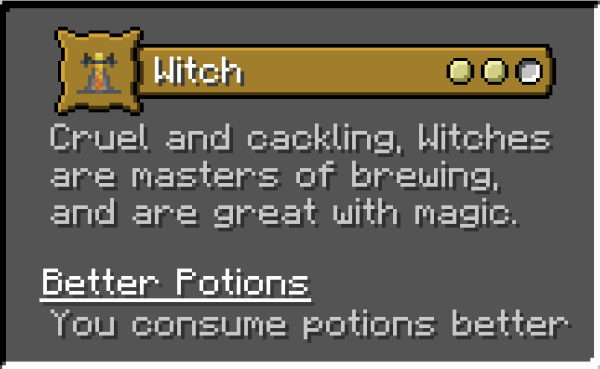 Witch
Cruel and cackling, Witches
are masters of brewing,
and are great with magic.
Better Potions
You consume potions better